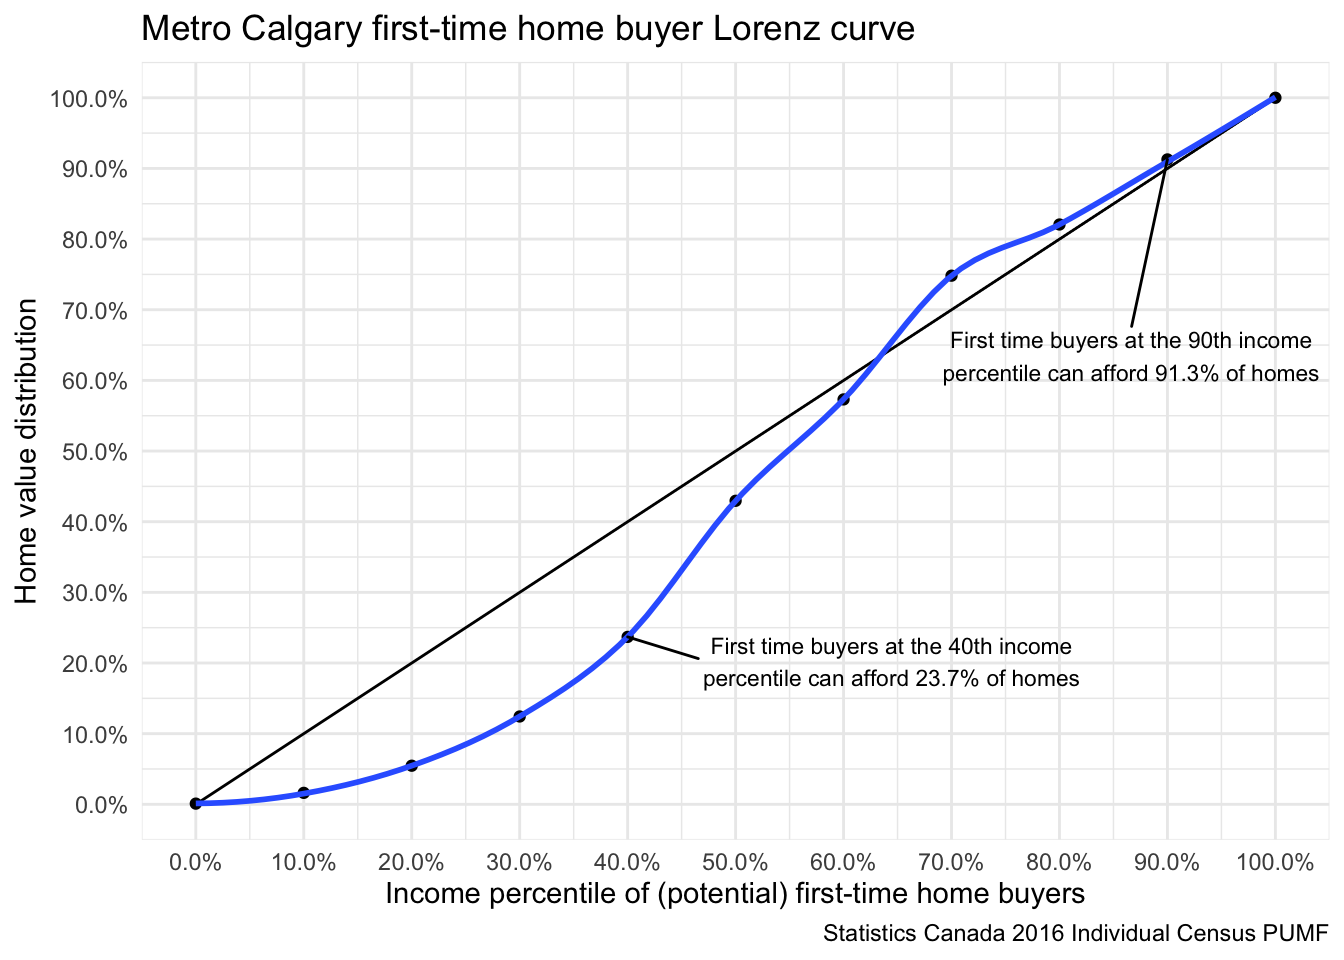 Metro Calgary first-time home buyer Lorenz curve
100.0%
90.0%
80.0%
70.0%
60.0%
50.0%
40.0%
30.0%
20.0%
10.0%
0.0%
Home value distribution
First time buyers at the 90th income
percentile can afford 91.3% of homes
First time buyers at the 40th income
percentile can afford 23.7% of homes
0.0% 10.0% 20.0% 30.0% 40.0% 50.0% 60.0% 70.0% 80.0% 90.0% 100.0%
Income percentile of (potential) first-time home buyers
Statistics Canada 2016 Individual Census PUMF